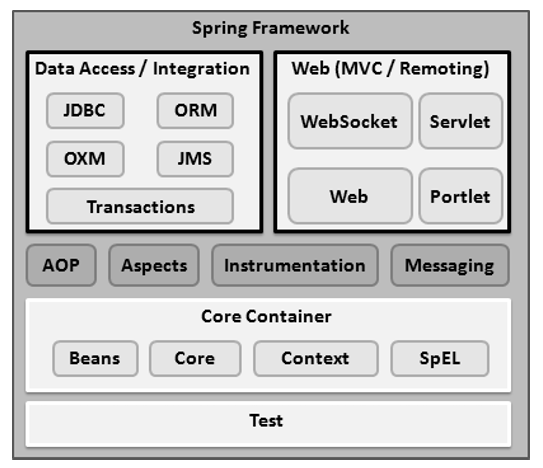 Spring Framework
Data Access / Integration
JDBC
ORM
OXM
JMS
Transactions
Web (MVC / Remoting)
WebSocket
Servlet
Web
Portlet
AOP
Aspects
Instrumentation
Messaging
Core Container
Beans
Core
Context
SpEL
Test